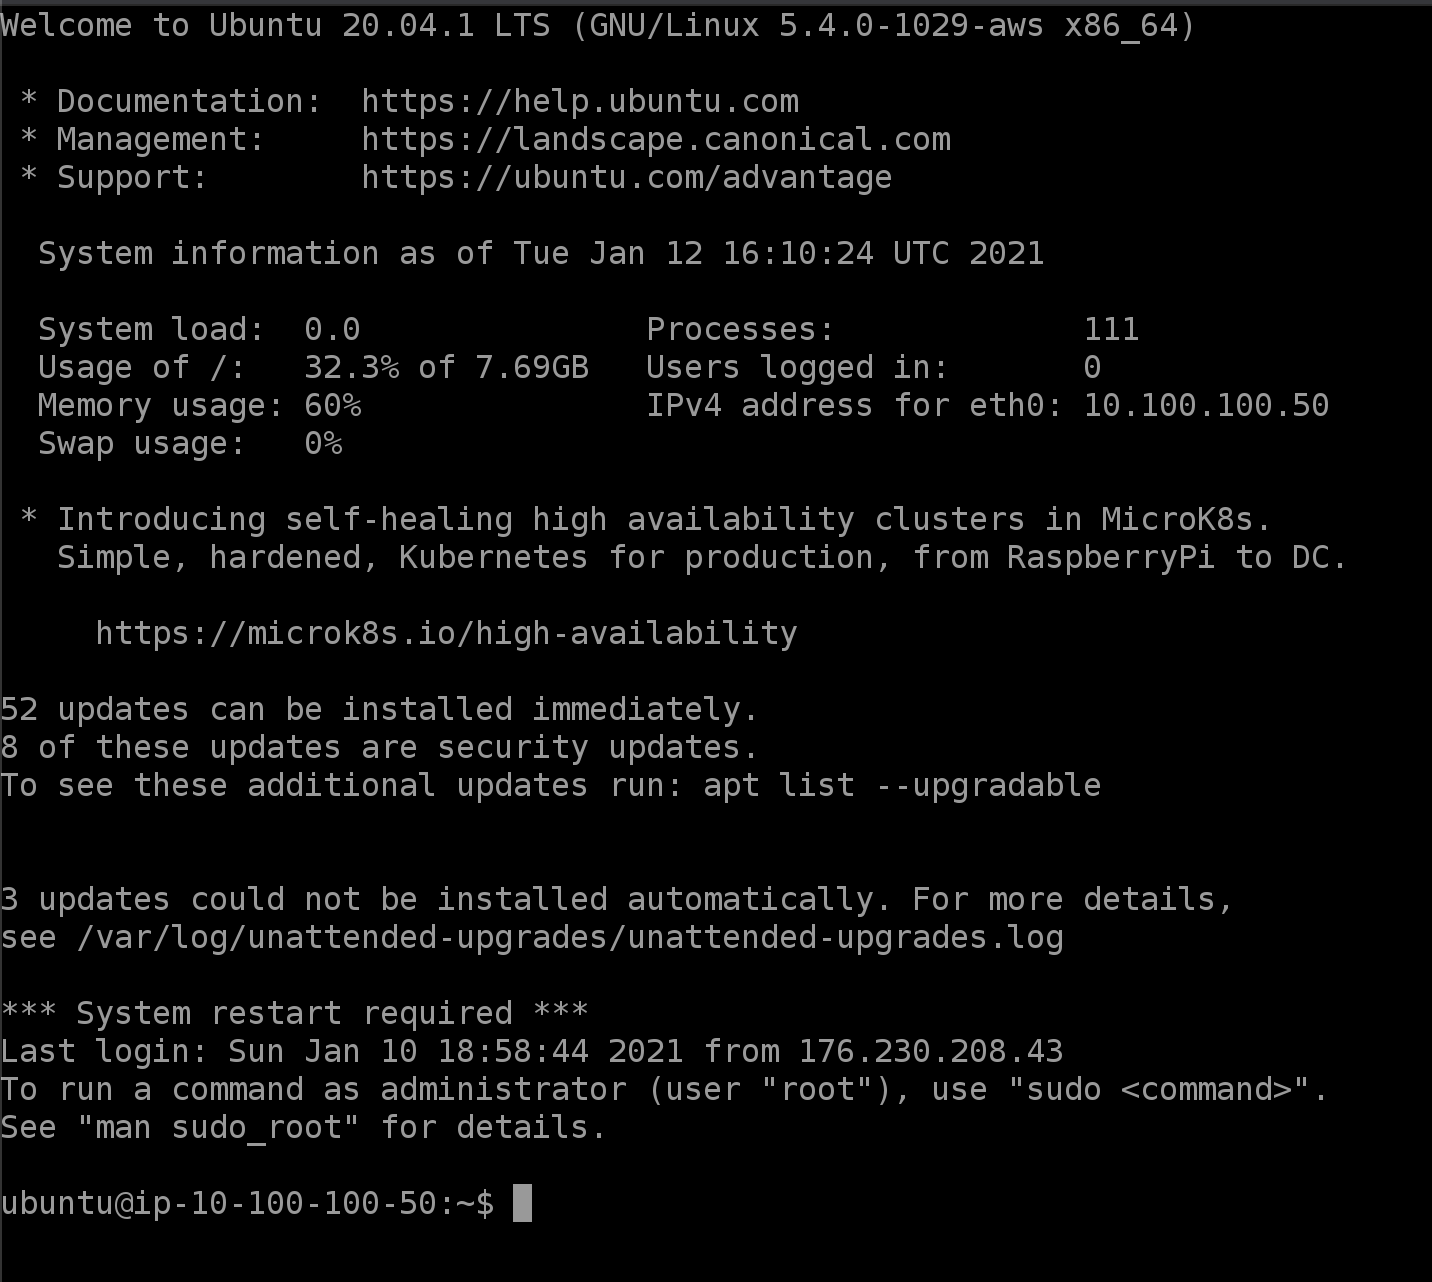 Welcome to Ubuntu 20.04.1 LTS (GNU/Linux 5.4.0-1029-aws x86_64)

 * Documentation:  https://help.ubuntu.com
 * Management:     https://landscape.canonical.com
 * Support:        https://ubuntu.com/advantage

  System information as of Tue Jan 12 16:10:24 UTC 2021

  System load:  0.0               Processes:             111
  Usage of /:   32.3% of 7.69GB   Users logged in:       0
  Memory usage: 60%               IPv4 address for eth0: 10.100.100.50
  Swap usage:   0%

 * Introducing self-healing high availability clusters in MicroK8s.
   Simple, hardened, Kubernetes for production, from RaspberryPi to DC.

     https://microk8s.io/high-availability

52 updates can be installed immediately.
8 of these updates are security updates.
To see these additional updates run: apt list --upgradable


3 updates could not be installed automatically. For more details,
see /var/log/unattended-upgrades/unattended-upgrades.log

*** System restart required ***
Last login: Sun Jan 10 18:58:44 2021 from 176.230.208.43
To run a command as administrator (user "root"), use "sudo <command>".
See "man sudo_root" for details.

ubuntu@ip-10-100-100-50:~$